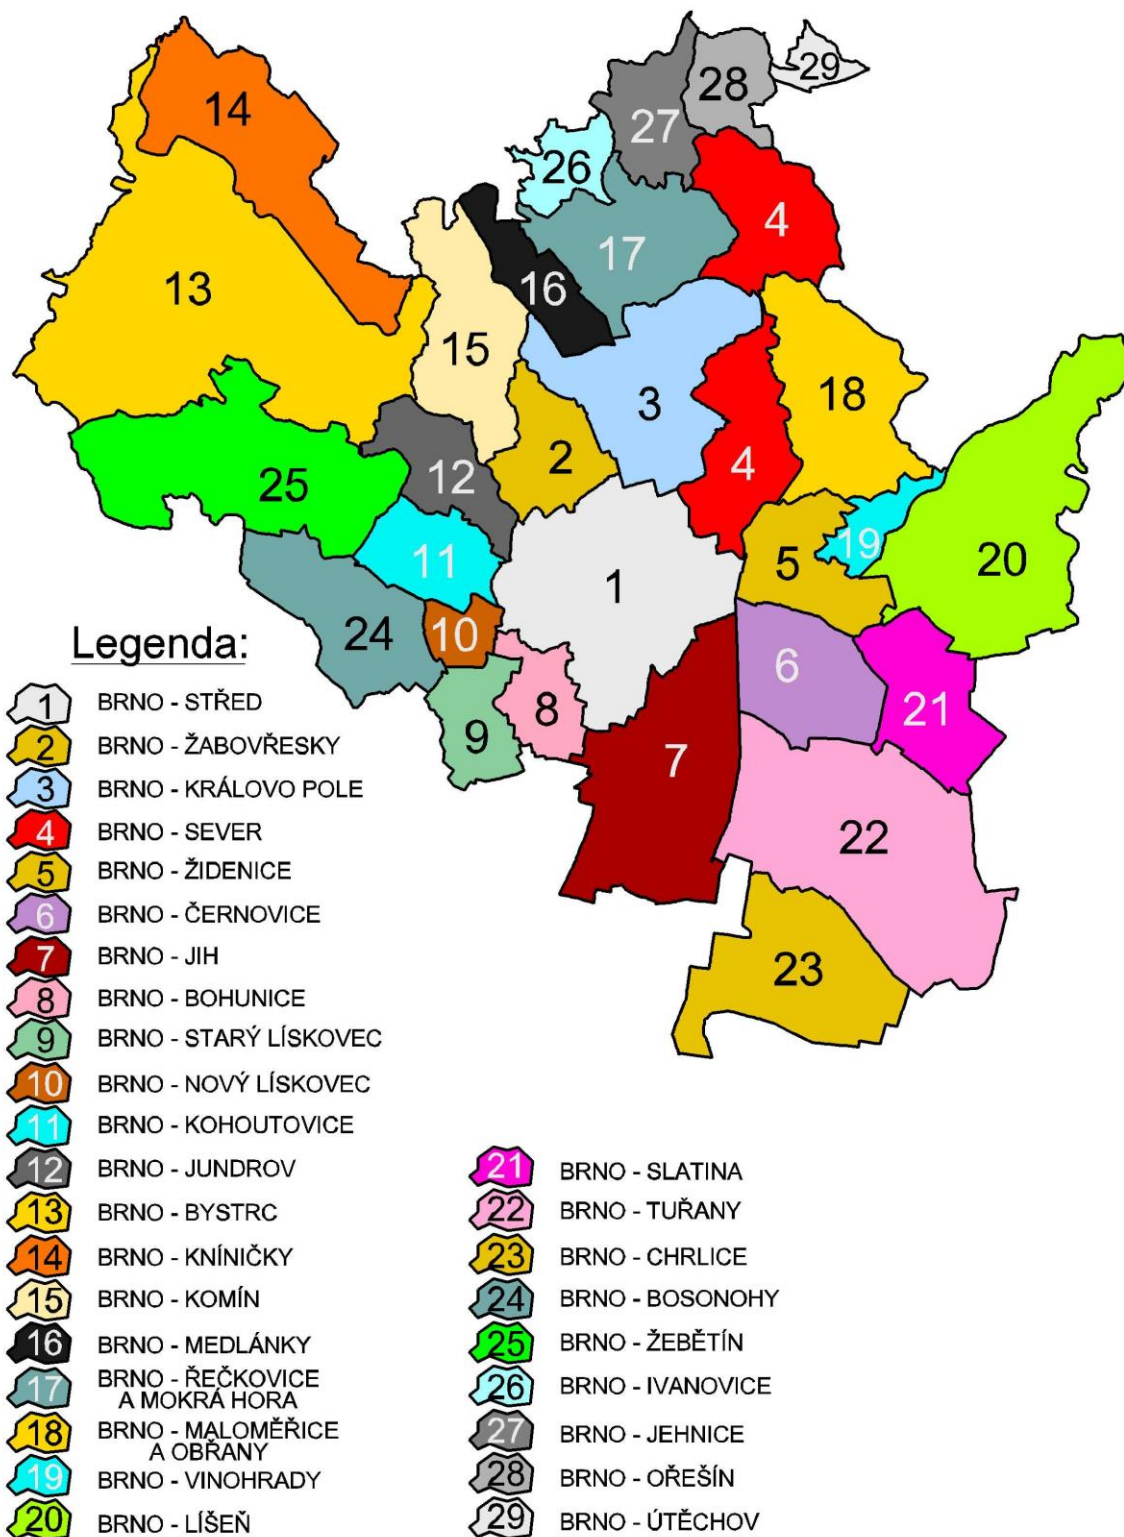 14
29
28
27
26
4
17
13
16
15
3
18
2
4
12
25
19
20
5
11
1
24
10
6
8
21
9
7
22
23
Legenda:
1 BRNO - STŘED
2 BRNO - ŽABOVŘESKY
3 BRNO - KRÁLOVO POLE
4 BRNO - SEVER
5 BRNO - ŽIDENICE
6 BRNO - ČERNOVICE
7 BRNO - JIH
8 BRNO - BOHUNICE
9 BRNO - STARÝ LÍSKOVEC
10 BRNO - NOVÝ LÍSKOVEC
11 BRNO - KOHOUTOVICE
12 BRNO - JUNDROV
13 BRNO - BYSTRC
14 BRNO - KNÍNIČKY
15 BRNO - KOMÍN
16 BRNO - MEDLÁNKY
17 BRNO - ŘEČKOVICE
A MOKRÁ HORA
18 BRNO - MALOMĚŘICE
A OBŘANY
19 BRNO - VINOHRADY
20 BRNO - LÍŠEŇ
21 BRNO - SLATINA
22 BRNO - TUŘANY
23 BRNO - CHRLICE
24 BRNO - BOSONOHY
25 BRNO - ŽEBĚTÍN
26 BRNO - IVANOVICE
27 BRNO - JEHNICE
28 BRNO - OŘEŠÍN
29 BRNO - ÚTĚCHOV